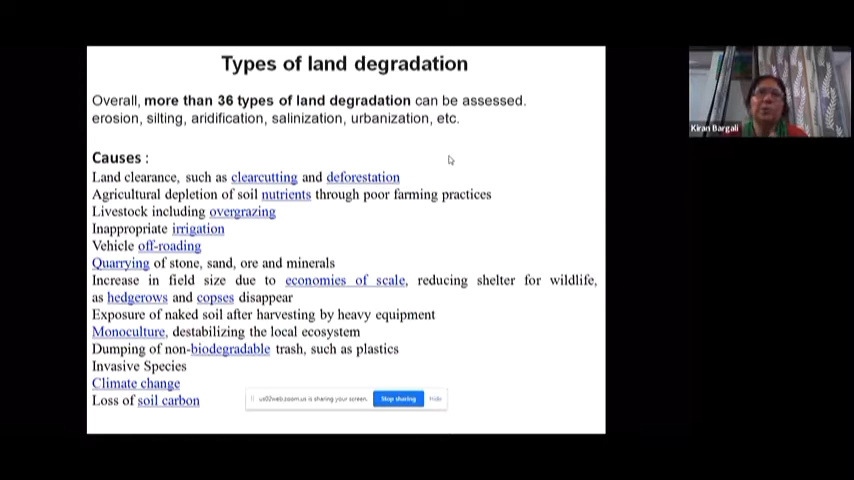 Types of land degradation
Overall, more than 36 types of land degradation can be assessed.
erosion, silting, aridification, salinization, urbanization, etc.
Causes :
Land clearance, such as clearcutting and deforestation
Agricultural depletion of soil nutrients through poor farming practices
Livestock including overgrazing
Inappropriate irrigation
Vehicle off-roading
Quarrying of stone, sand, ore and minerals
Increase in field size due to economies of scale, reducing shelter for wildlife,
as hedgerows and copses disappear
Exposure of naked soil after harvesting by heavy equipment
Monoculture, destabilizing the local ecosystem
Dumping of non-biodegradable trash, such as plastics
Invasive Species
Climate change
Loss of soil carbon
us02web.zoom.us is sharing your screen. Stop sharing Hide
Kiran Bargali